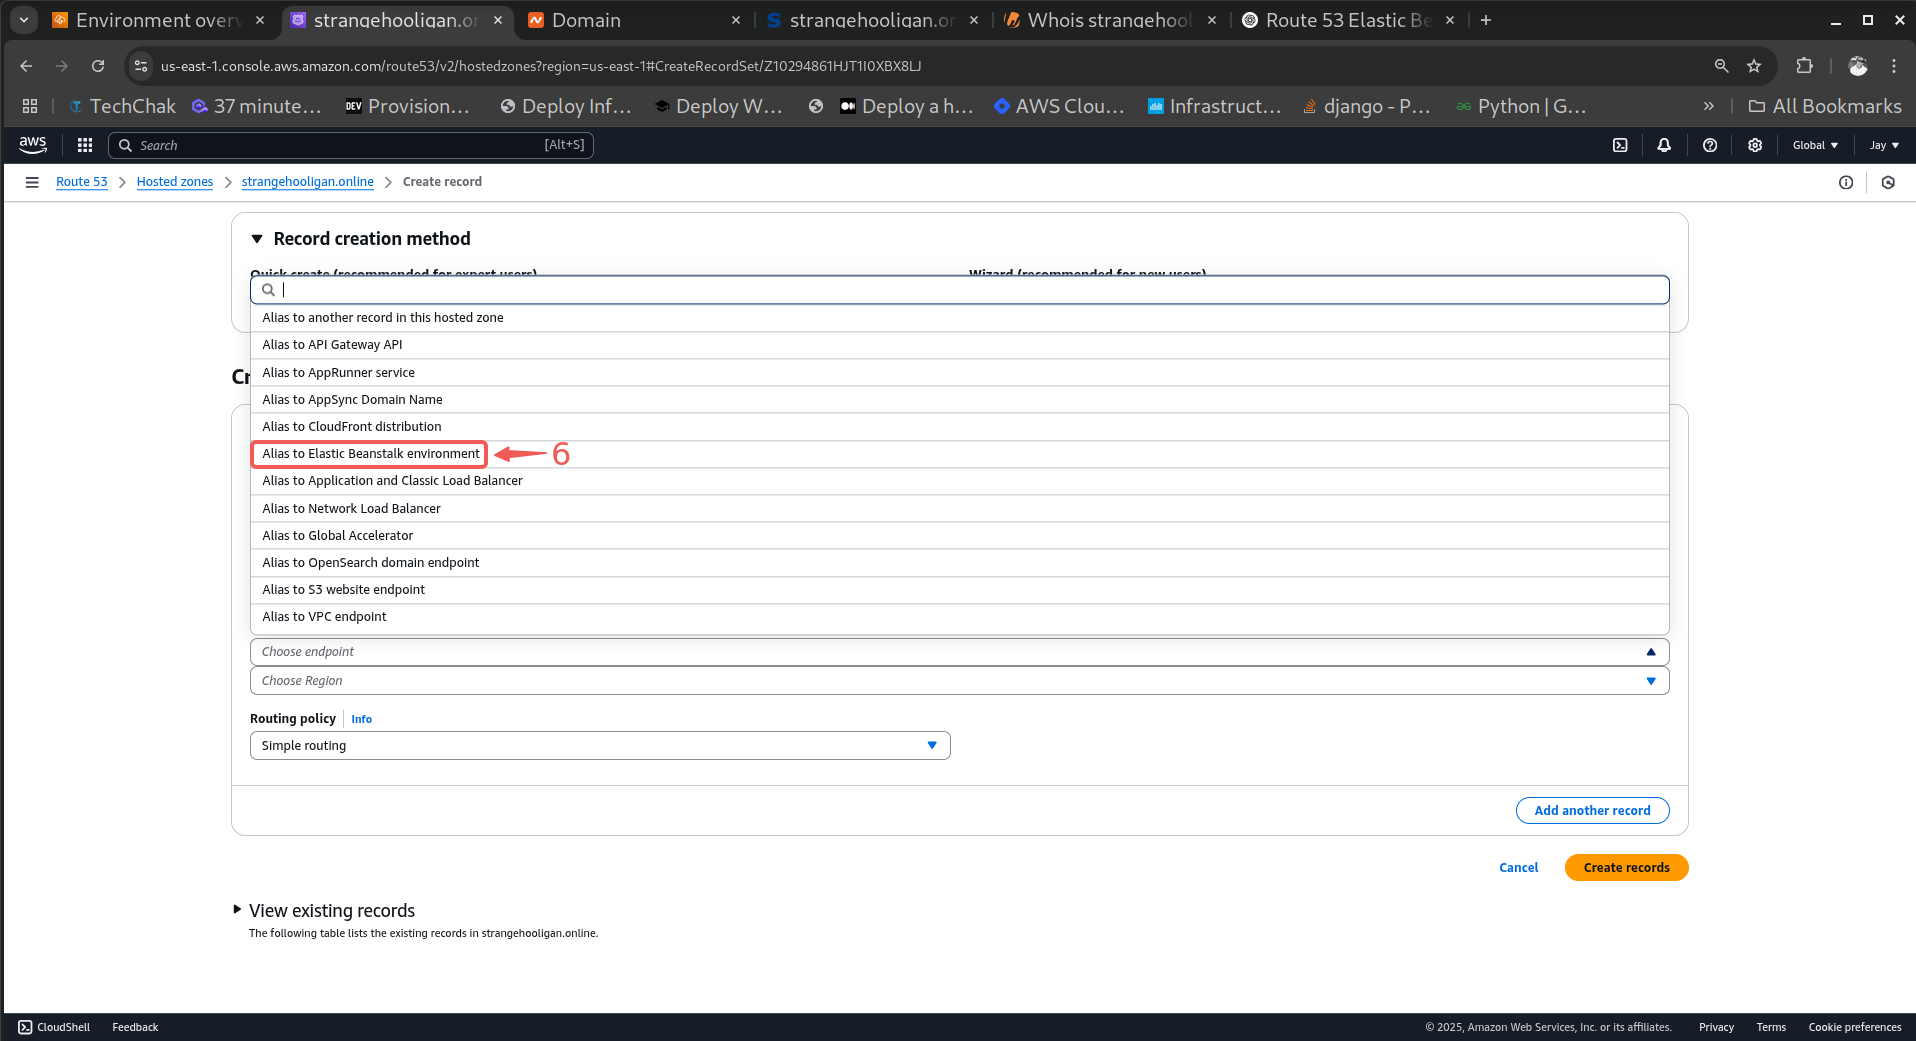 Environment overv
strangehooligan.or
Domain
strangehooligan.or
Whois strangehool
Route 53 Elastic Be
us-east-1.console.aws.amazon.com/route53/v2/hostedzones?region=us-east-1#CreateRecordSet/Z10294861HJT1I0XBX8LJ
TechChak
37 minute...
DEV Provision...
Deploy Inf...
Deploy W...
Deploy a h...
AWS Clou...
Infrastruct...
django - P...
Python | G...
All Bookmarks
aws
Search
[Alt+S]
Global
Jay
Route 53
Hosted zones
strangehooligan.online
Create record
Record creation method
Quick create (recommended for expert users)
Wizard (recommended for new users)
Alias to another record in this hosted zone
Alias to API Gateway API
Alias to AppRunner service
Cr
Alias to AppSync Domain Name
Alias to CloudFront distribution
Alias to Elastic Beanstalk environment
6
Alias to Application and Classic Load Balancer
Alias to Network Load Balancer
Alias to Global Accelerator
Alias to OpenSearch domain endpoint
Alias to S3 website endpoint
Alias to VPC endpoint
Choose endpoint
Choose Region
Routing policy
Info
Simple routing
Add another record
Cancel
Create records
View existing records
The following table lists the existing records in strangehooligan.online.
CloudShell
Feedback
© 2025, Amazon Web Services, Inc. or its affiliates.
Privacy
Terms
Cookie preferences